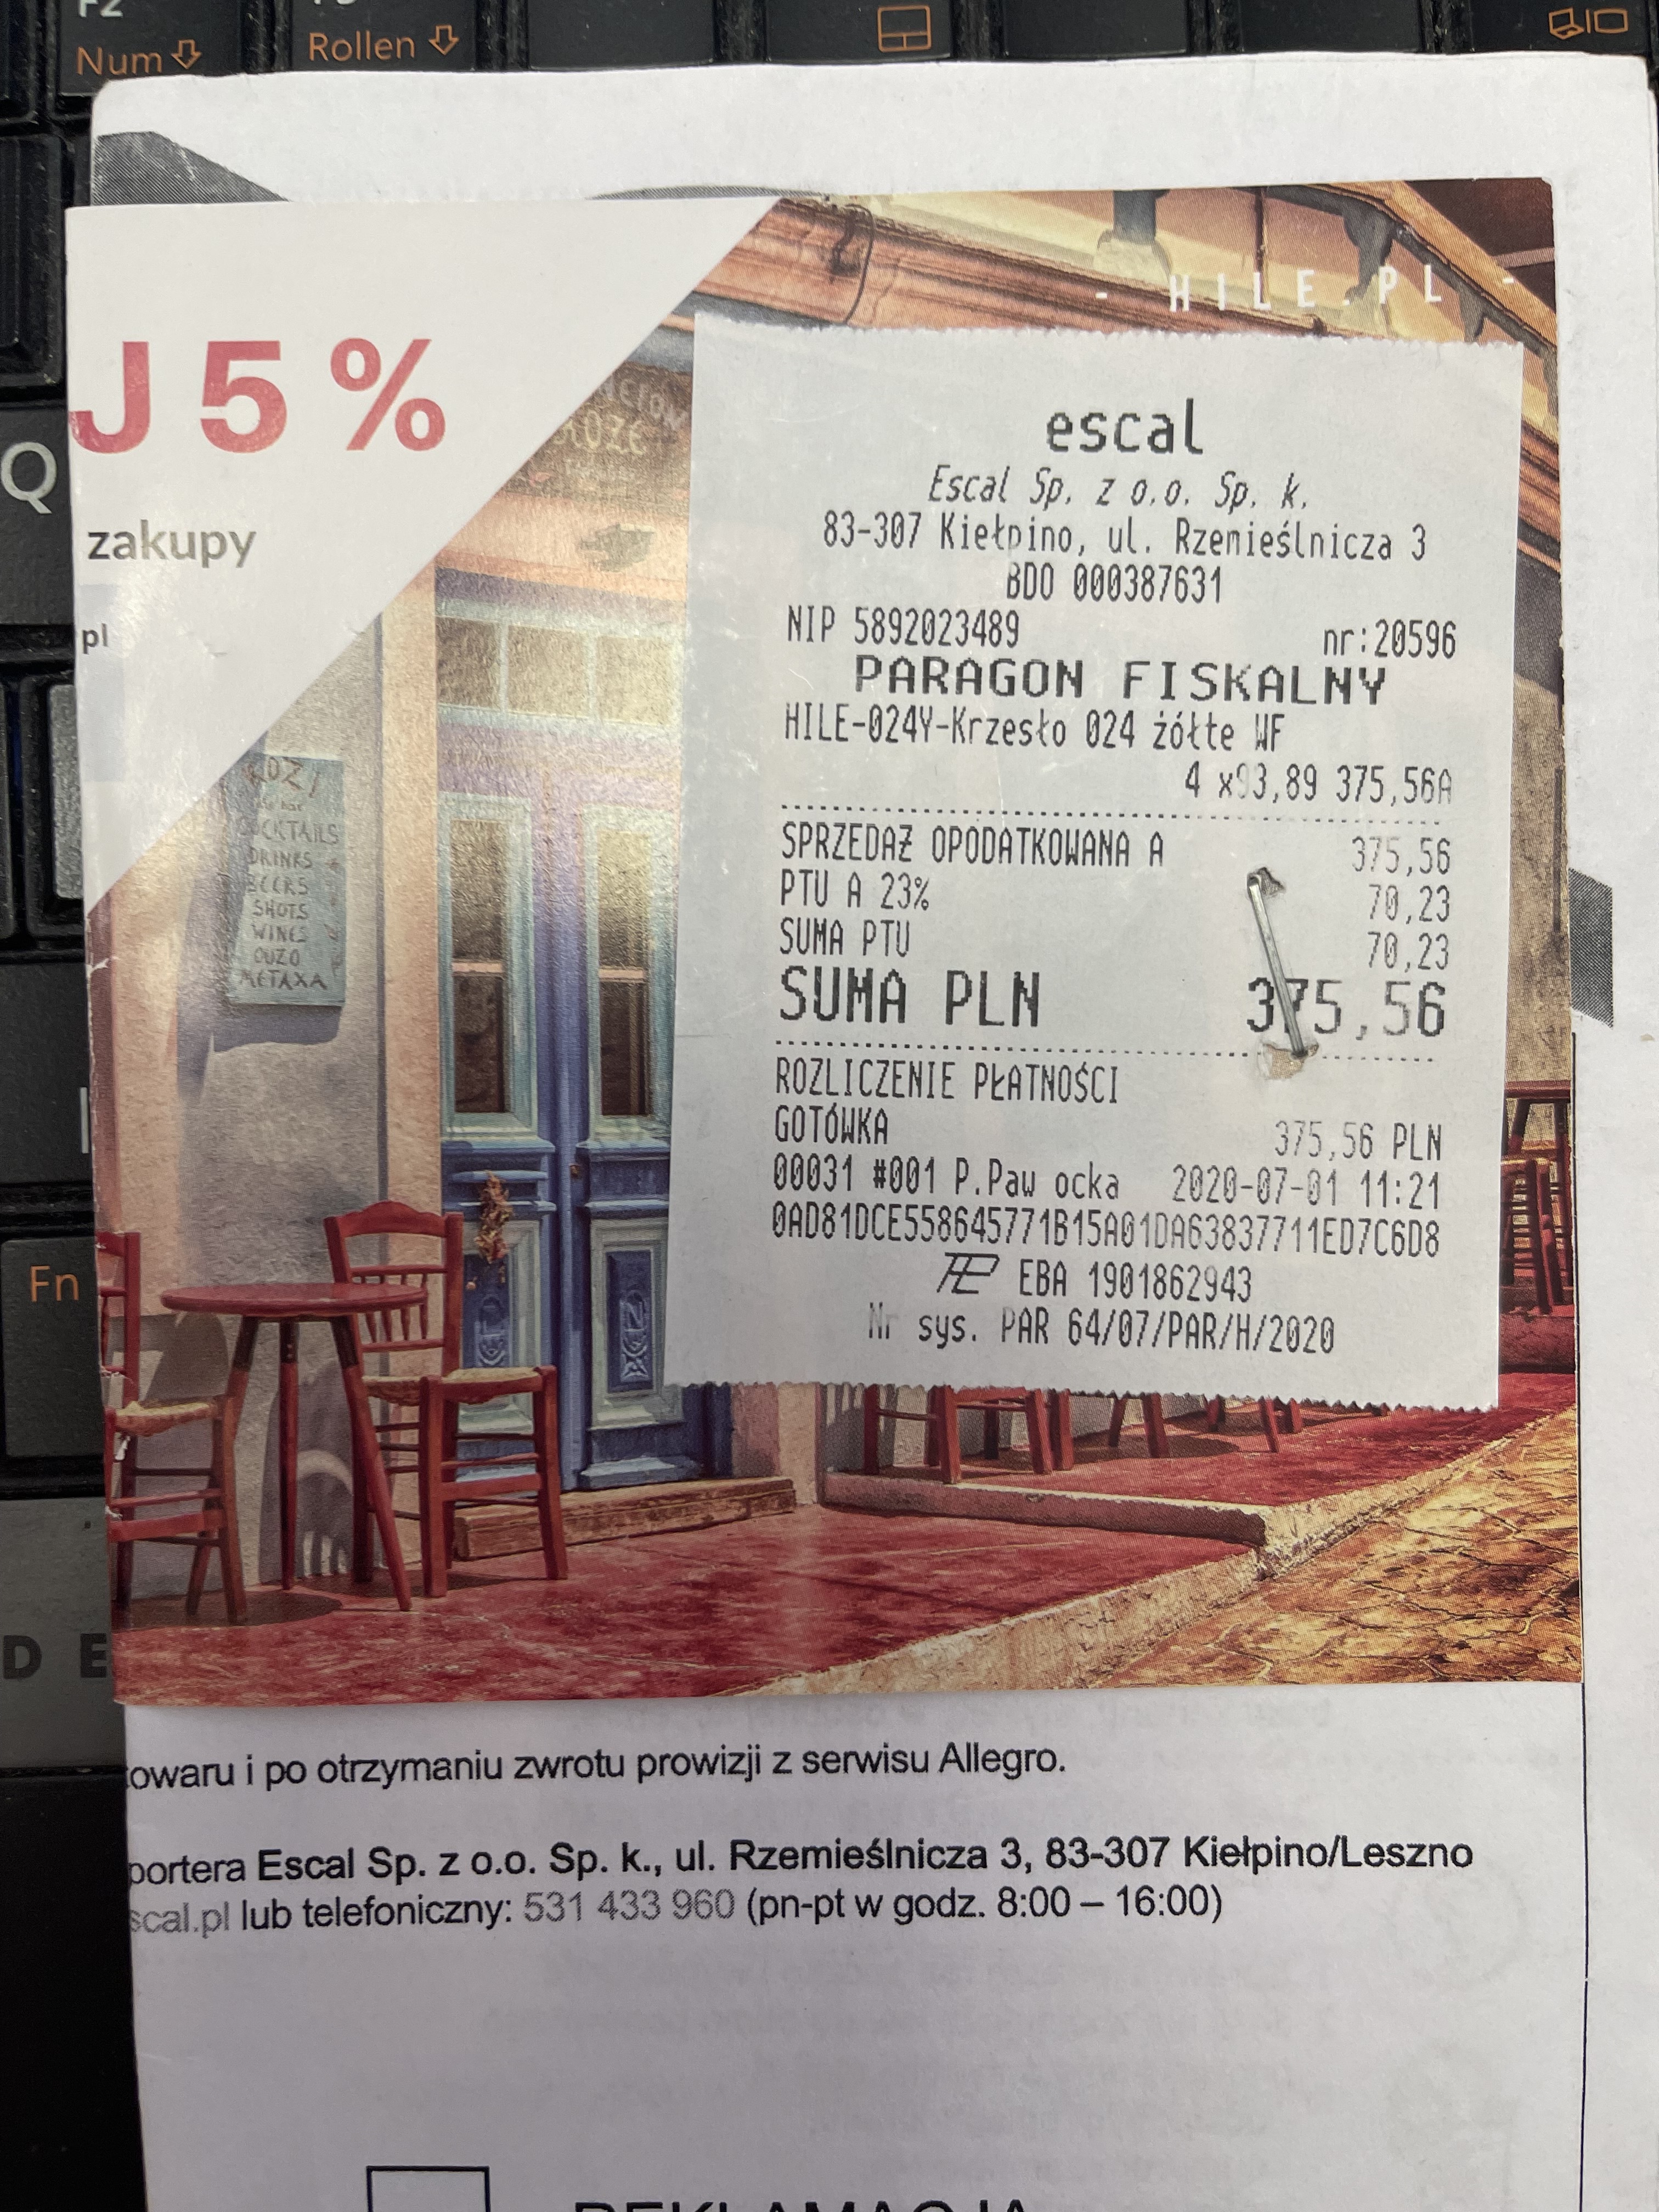 F2
Num
Rollen
Q
Fn
D E
J 5 %
zakupy
pl
- HILE.PL -
COCKTAILS
DRINKS
BEERS
SHOTS
WINES
OUZO
METAXA
escal
Escal Sp. z o.o. Sp. k.
83-307 Kiełpino, ul. Rzemieślnicza 3
BDO 000387631
NIP 5892023489 nr:20596
PARAGON FISKALNY
HILE-024Y-Krzesło 024 żółte WF
4 x93,89 375,56A
SPRZEDAŻ OPODATKOWANA A 375,56
PTU A 23% 70,23
SUMA PTU 70,23
SUMA PLN 375,56
ROZLICZENIE PŁATNOŚCI
GOTÓWKA 375,56 PLN
00031 #001 P.Paw ocka 2020-07-01 11:21
0AD81DCE558645771B15A01DA63837711ED7C6D8
EBA 1901862943
Nr sys. PAR 64/07/PAR/H/2020
towaru i po otrzymaniu zwrotu prowizji z serwisu Allegro.
portera Escal Sp. z o.o. Sp. k., ul. Rzemieślnicza 3, 83-307 Kiełpino/Leszno
scal.pl lub telefoniczny: 531 433 960 (pn-pt w godz. 8:00 – 16:00)
REKLAMACJA